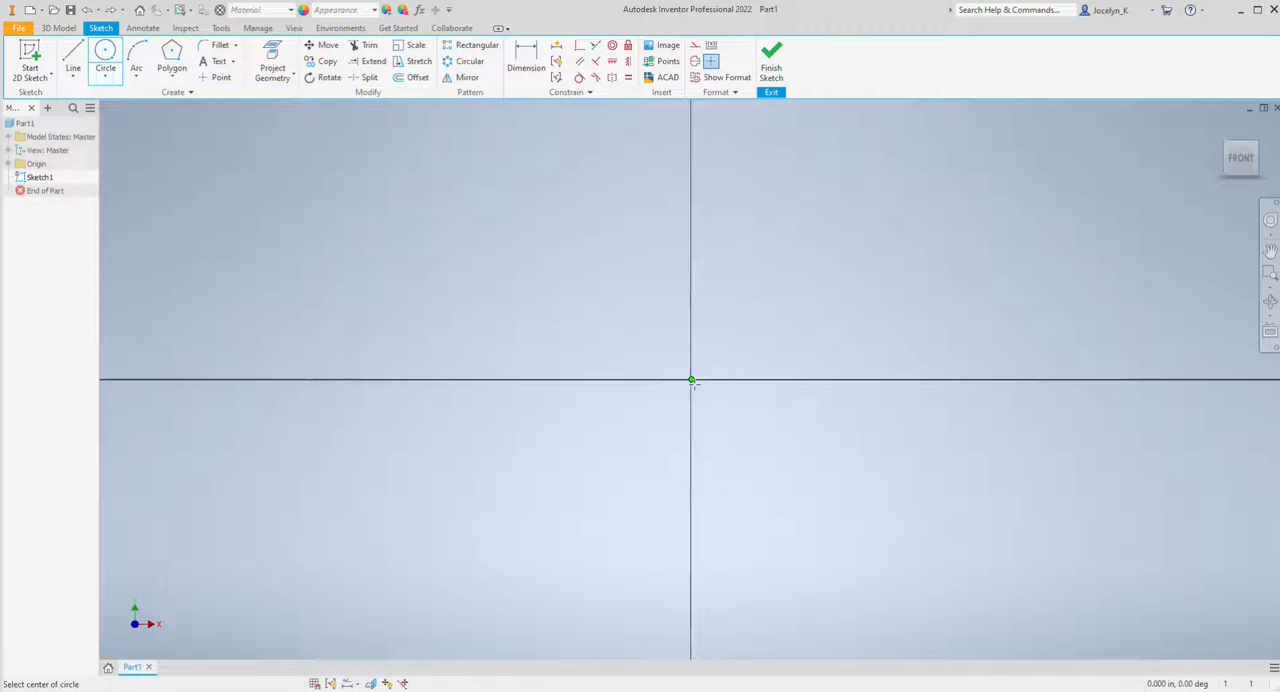 Material
Appearance
Autodesk Inventor Professional 2022 Part1
Search Help & Commands...
Jocelyn_K
File
3D Model
Sketch
Annotate
Inspect
Tools
Manage
View
Environments
Get Started
Collaborate
Start
2D Sketch
Line
Circle
Arc
Polygon
Fillet
Text
Point
Project
Geometry
Move
Copy
Rotate
Trim
Extend
Split
Scale
Stretch
Offset
Rectangular
Circular
Mirror
Dimension
Image
Points
ACAD
Show Format
Finish
Sketch
Sketch
Create
Modify
Pattern
Constrain
Insert
Format
Exit
M...
Part1
Model States: Master
View: Master
Origin
Sketch1
End of Part
FRONT
X
Part1
Select center of circle
0.000 in, 0.00 deg
1
1